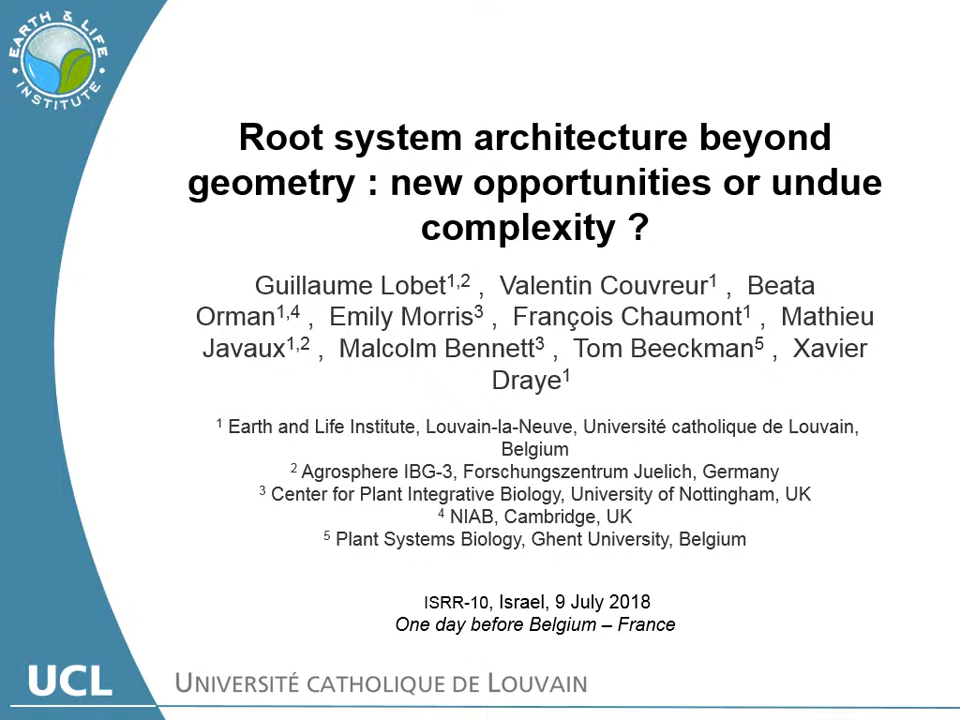 EARTH & LIFE
INSTITUTE
Root system architecture beyond
geometry : new opportunities or undue
complexity ?
Guillaume Lobet1,2 , Valentin Couvreur1 , Beata
Orman1,4 , Emily Morris3 , François Chaumont1 , Mathieu
Javaux1,2 , Malcolm Bennett3 , Tom Beeckman5 , Xavier
Draye1
1 Earth and Life Institute, Louvain-la-Neuve, Université catholique de Louvain,
Belgium
2 Agrosphere IBG-3, Forschungszentrum Juelich, Germany
3 Center for Plant Integrative Biology, University of Nottingham, UK
4 NIAB, Cambridge, UK
5 Plant Systems Biology, Ghent University, Belgium
ISRR-10, Israel, 9 July 2018
One day before Belgium – France
UCL UNIVERSITÉ CATHOLIQUE DE LOUVAIN